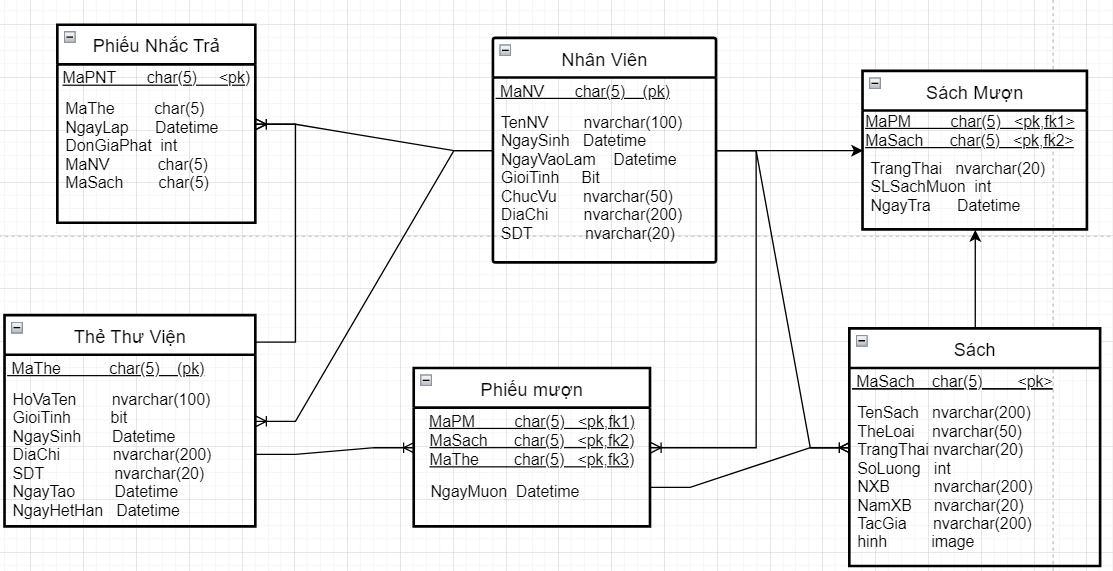 Phiếu Nhắc Trả
MaPNT char(5) <pk)
MaThe char(5)
NgayLap Datetime
DonGiaPhat int
MaNV char(5)
MaSach char(5)
Nhân Viên
MaNV char(5) (pk)
TenNV nvarchar(100)
NgaySinh Datetime
NgayVaoLam Datetime
GioiTinh Bit
ChucVu nvarchar(50)
DiaChi nvarchar(200)
SDT nvarchar(20)
Sách Mượn
MaPM char(5) <pk,fk1>
MaSach char(5) <pk,fk2>
TrangThai nvarchar(20)
SLSachMuon int
NgayTra Datetime
Thẻ Thư Viện
MaThe char(5) (pk)
HoVaTen nvarchar(100)
GioiTinh bit
NgaySinh Datetime
DiaChi nvarchar(200)
SDT nvarchar(20)
NgayTao Datetime
NgayHetHan Datetime
Phiếu mượn
MaPM char(5) <pk,fk1)
MaSach char(5) <pk,fk2)
MaThe char(5) <pk,fk3)
NgayMuon Datetime
Sách
MaSach char(5) <pk>
TenSach nvarchar(200)
TheLoai nvarchar(50)
TrangThai nvarchar(20)
SoLuong int
NXB nvarchar(200)
NamXB nvarchar(20)
TacGia nvarchar(200)
hinh image